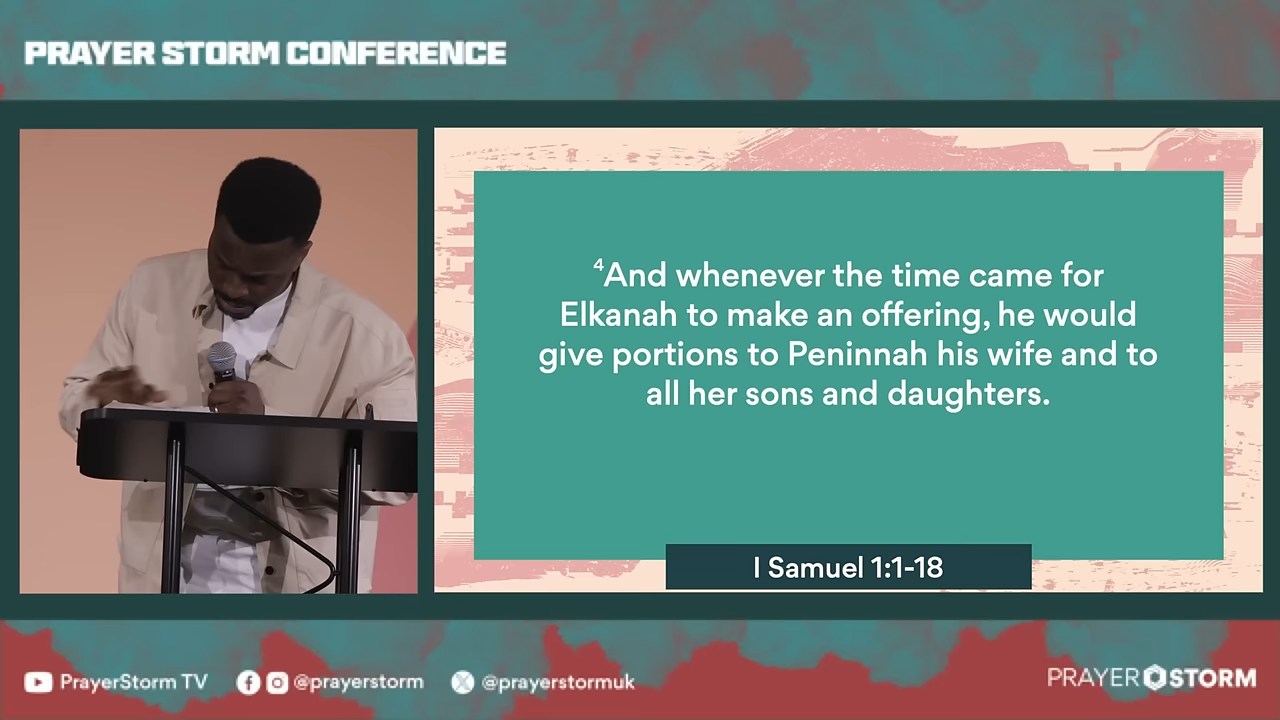 PRAYER STORM CONFERENCE
⁴And whenever the time came for
Elkanah to make an offering, he would
give portions to Peninnah his wife and to
all her sons and daughters.
I Samuel 1:1-18
PrayerStorm TV
@prayerstorm
@prayerstormuk
PRAYER STORM